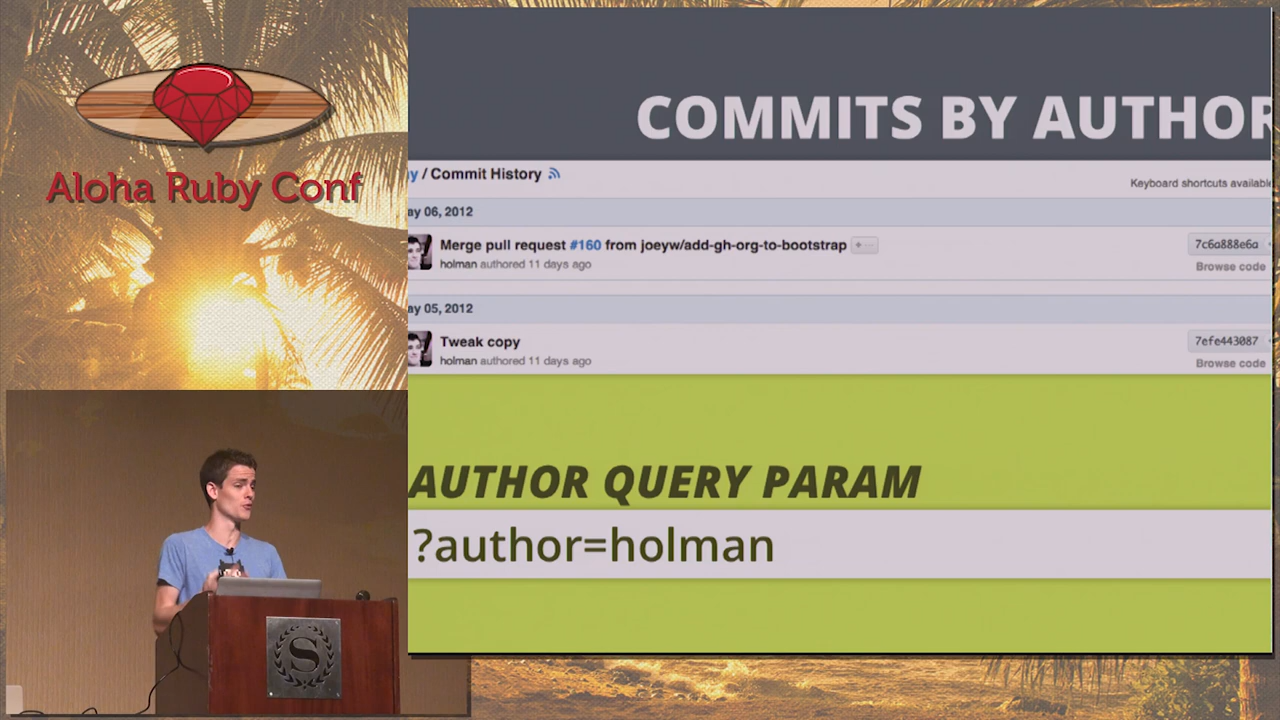 Aloha Ruby Conf
COMMITS BY AUTHOR
y / Commit History
Keyboard shortcuts available
ay 06, 2012
Merge pull request #160 from joeyw/add-gh-org-to-bootstrap
7c6a888e6a
holman authored 11 days ago
Browse code
ay 05, 2012
Tweak copy
7efe443087
holman authored 11 days ago
Browse code
AUTHOR QUERY PARAM
?author=holman
S